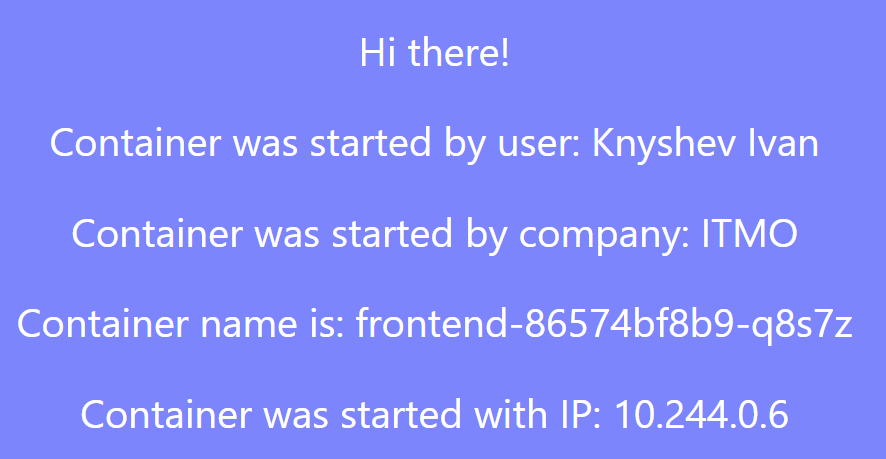 Hi there!
Container was started by user: Knyshev Ivan
Container was started by company: ITMO
Container name is: frontend-86574bf8b9-q8s7z
Container was started with IP: 10.244.0.6